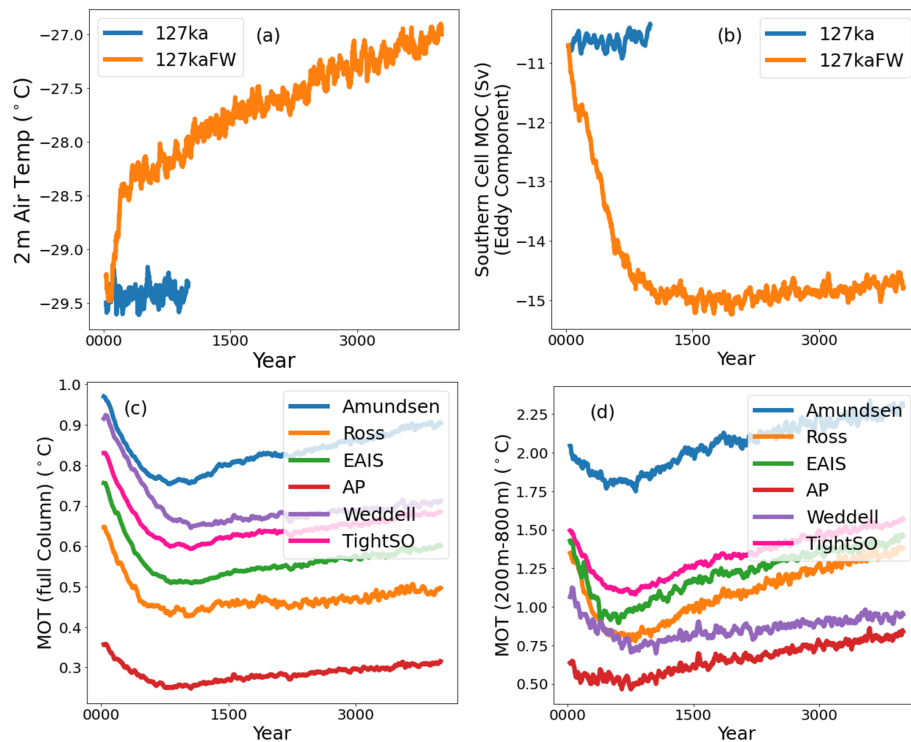 (a)
127ka
127kaFW
2 m Air Temp (°C)
−27.0
−27.5
−28.0
−28.5
−29.0
−29.5
0000 1500 3000
Year
(b)
127ka
127kaFW
Southern Cell MOC (Sv)
(Eddy Component)
−11
−12
−13
−14
−15
0000 1500 3000
Year
(c)
Amundsen
Ross
EAIS
AP
Weddell
TightSO
MOT (full Column) (°C)
1.0
0.9
0.8
0.7
0.6
0.5
0.4
0.3
0000 1500 3000
Year
(d)
Amundsen
Ross
EAIS
AP
Weddell
TightSO
MOT (200 m-800 m) (°C)
2.25
2.00
1.75
1.50
1.25
1.00
0.75
0.50
0000 1500 3000
Year